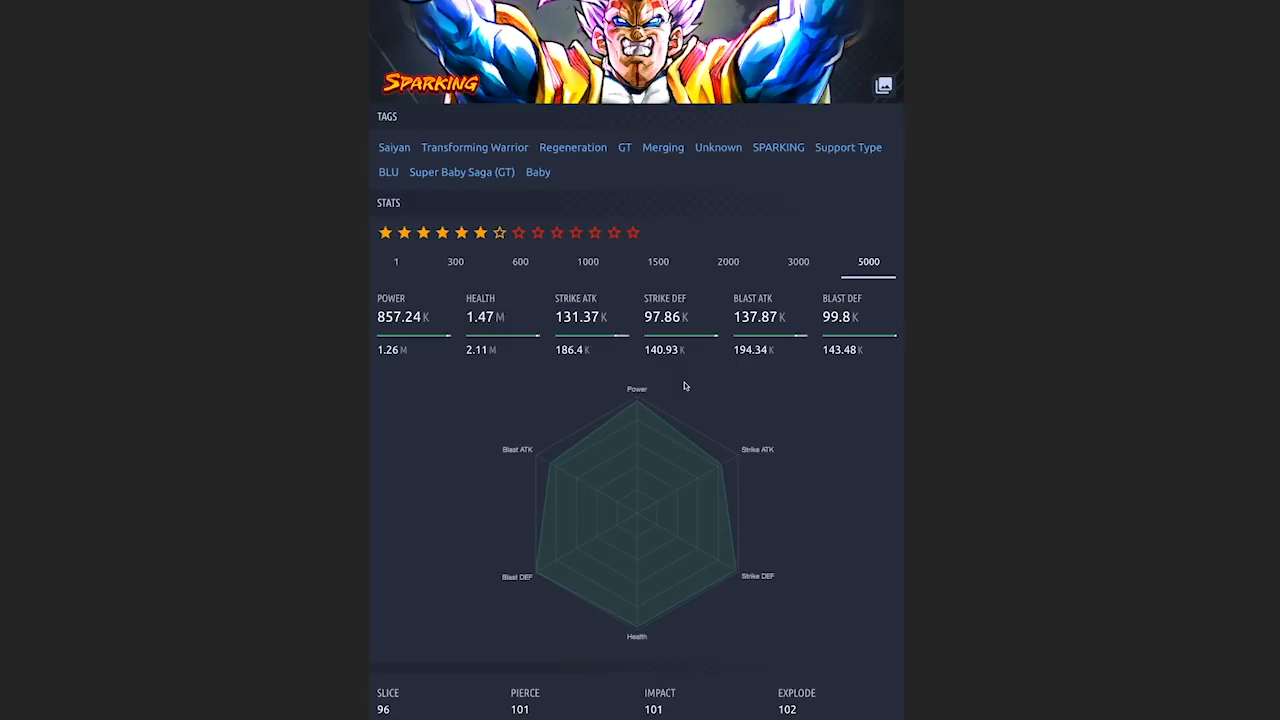 SPARKING
TAGS
Saiyan Transforming Warrior Regeneration GT Merging Unknown SPARKING Support Type
BLU Super Baby Saga (GT) Baby
STATS
1 300 600 1000 1500 2000 3000 5000
POWER HEALTH STRIKE ATK STRIKE DEF BLAST ATK BLAST DEF
857.24 K 1.47 M 131.37 K 97.86 K 137.87 K 99.8 K
1.26 M 2.11 M 186.4 K 140.93 K 194.34 K 143.48 K
Power
Blast ATK Strike ATK
Blast DEF Strike DEF
Health
SLICE PIERCE IMPACT EXPLODE
96 101 101 102